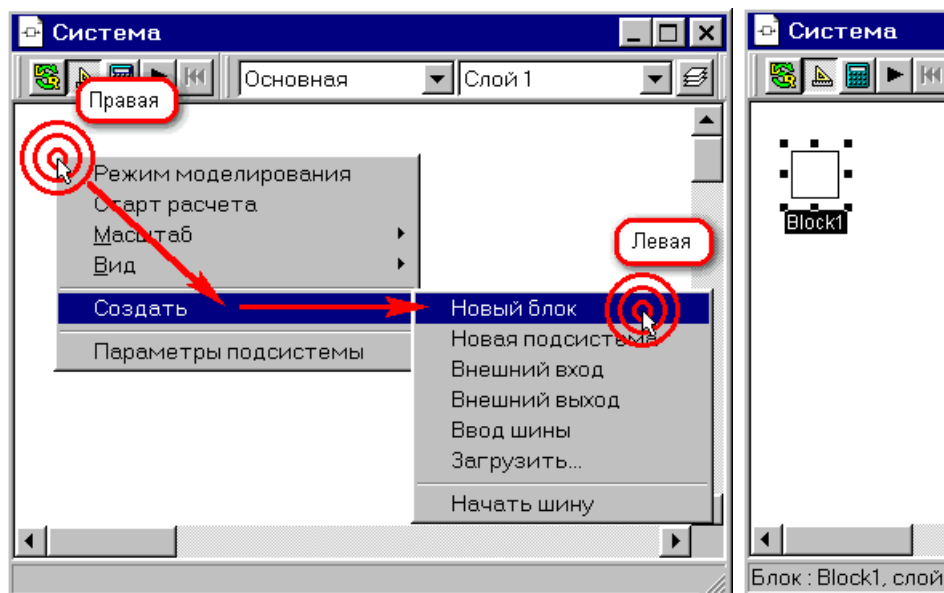 Система
Основная
Слой 1
Правая
Режим моделирования
Старт расчета
Масштаб
Вид
Создать
Параметры подсистемы
Левая
Новый блок
Новая подсистема
Внешний вход
Внешний выход
Ввод шины
Загрузить...
Начать шину
Система
Block1
Блок : Block1, слой